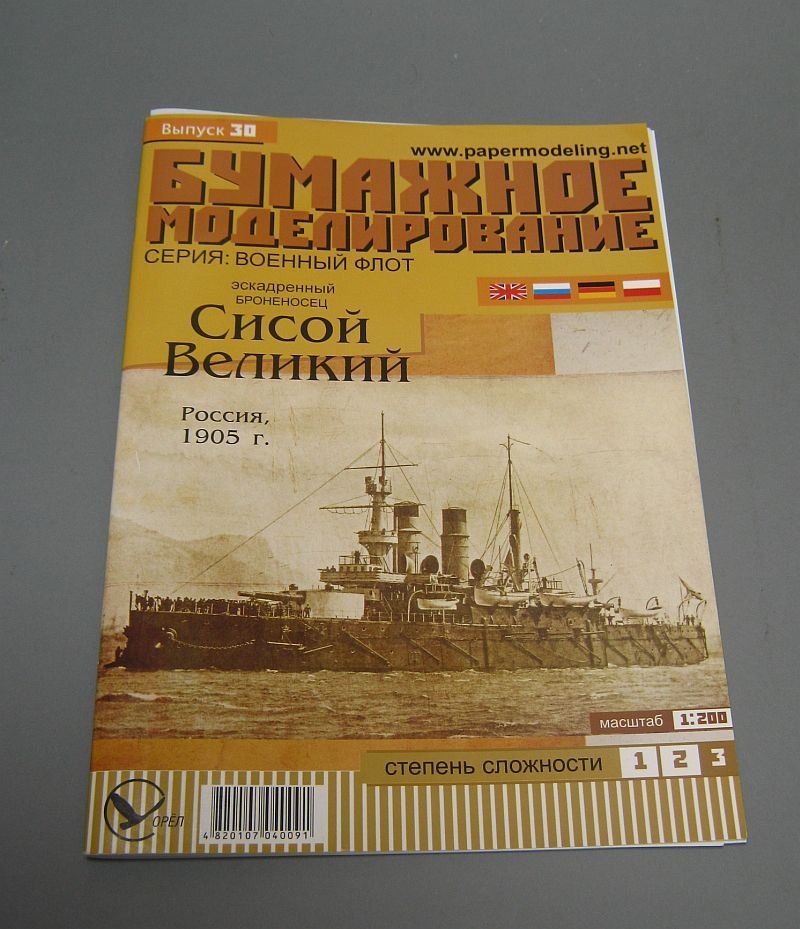 Выпуск 30
www.papermodeling.net
БУМАЖНОЕ
МОДЕЛИРОВАНИЕ
СЕРИЯ: ВОЕННЫЙ ФЛОТ
эскадренный
БРОНЕНОСЕЦ
Сисой
Великий
Россия,
1905 г.
масштаб 1:200
степень сложности 1 2 3
ОРЁЛ
4 820107 040091